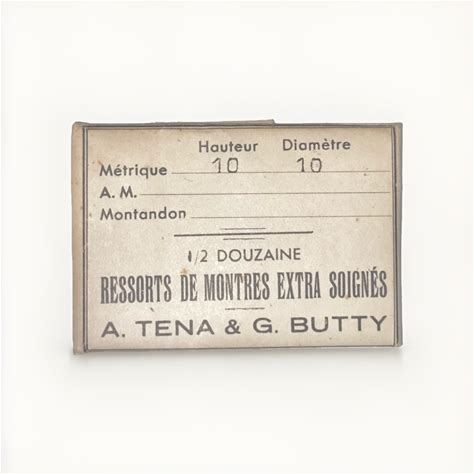 Hauteur Diamètre
Métrique 10 10
A. M.
Montandon
1/2 DOUZAINE
RESSORTS DE MONTRES EXTRA SOIGNÉS
A. TENA & G. BUTTY